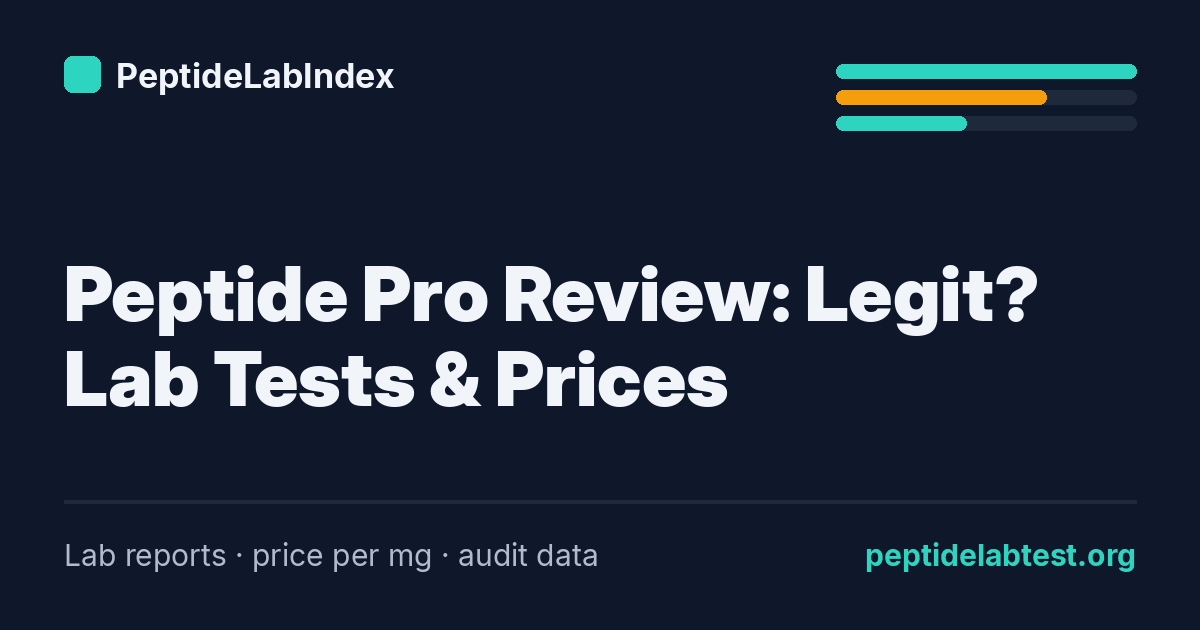 PeptideLabIndex
Peptide Pro Review: Legit?
Lab Tests & Prices
Lab reports · price per mg · audit data
peptidelabtest.org